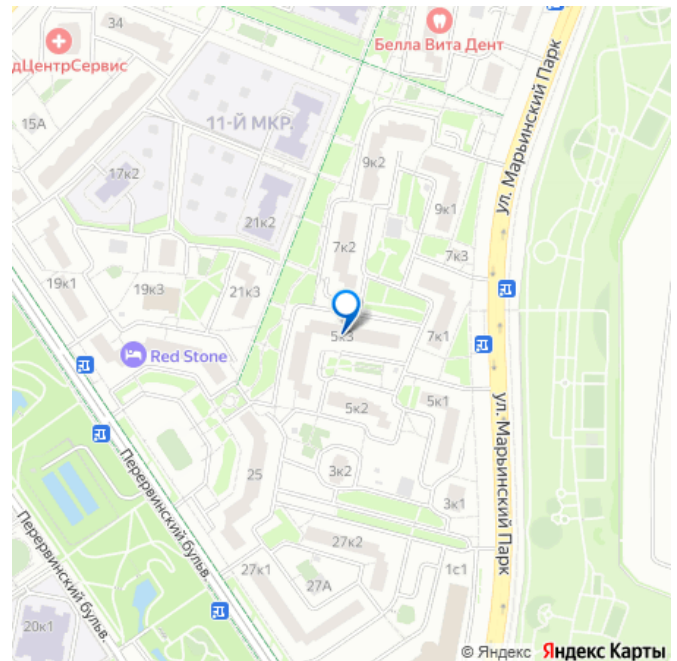 34
Белла Вита Дент
дЦентрСервис
15А
11-Й МКР.
ул. Марьинский Парк
9к2
17к2
9к1
21к2
7к2
7к3
19к1
19к3
21к3
5к3
7к1
Red Stone
ул. Марьинский Парк
5к1
5к2
Перервинский бульв.
25
3к2
3к1
Перервинский бульв.
27к2
27к1
27А
1с1
20к1
© Яндекс Яндекс Карты